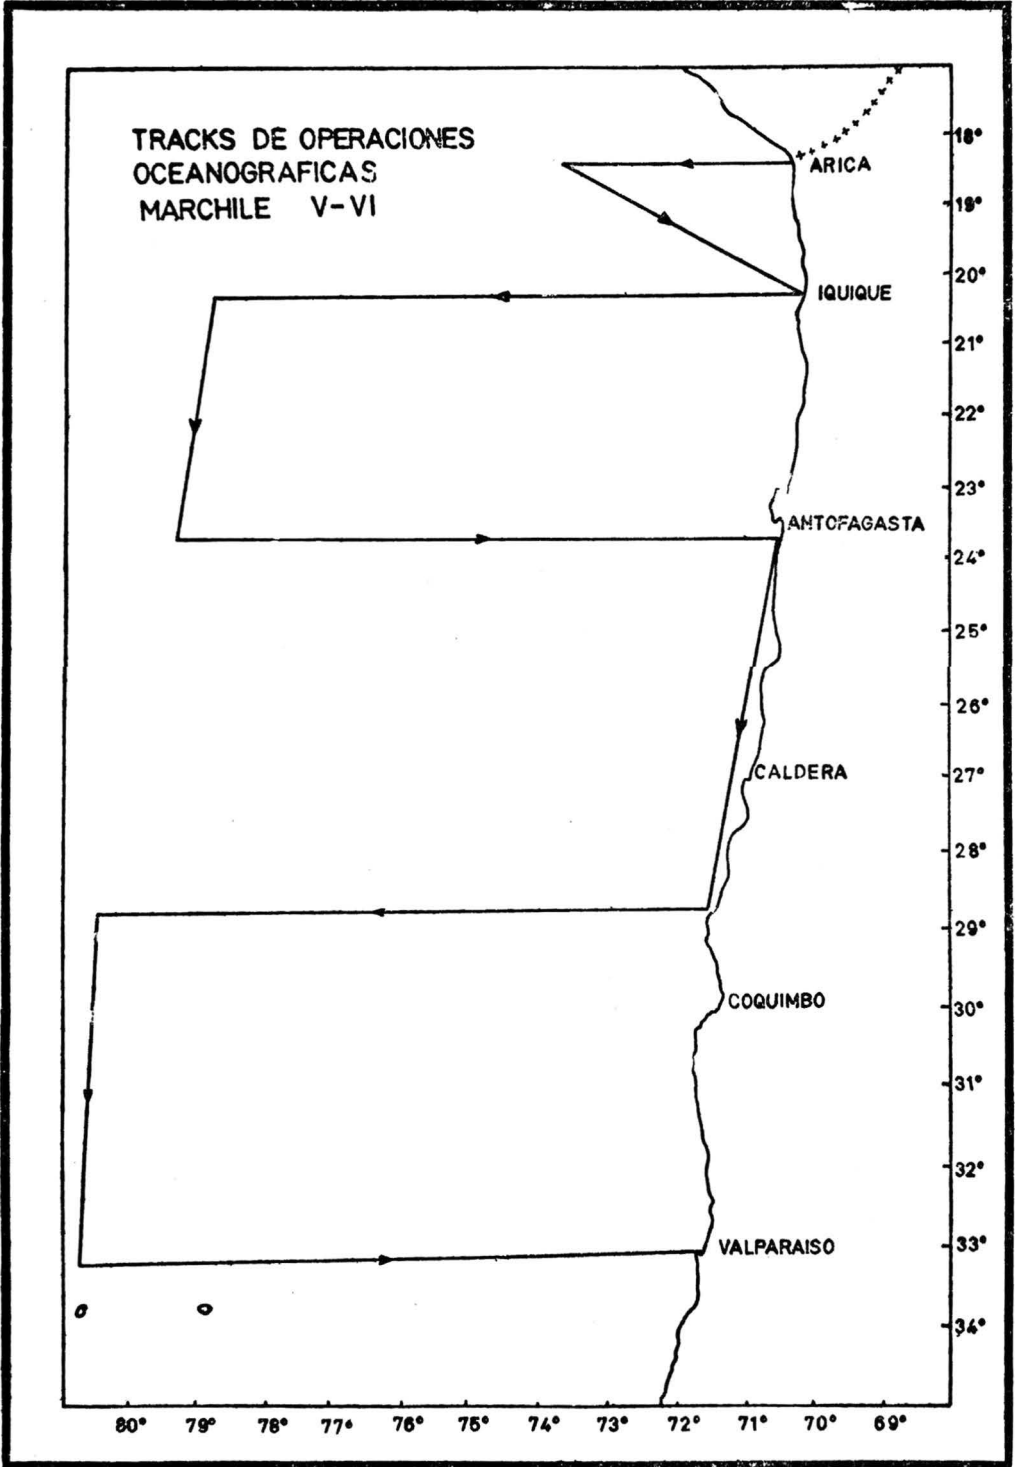 TRACKS DE OPERACIONES
OCEANOGRAFICAS
MARCHILE V-VI
18°
ARICA
19°
20°
IQUIQUE
21°
22°
23°
ANTOFAGASTA
24°
25°
26°
CALDERA
27°
28°
29°
COQUIMBO
30°
31°
32°
VALPARAISO
33°
34°
80° 79° 78° 77° 76° 75° 74° 73° 72° 71° 70° 69°